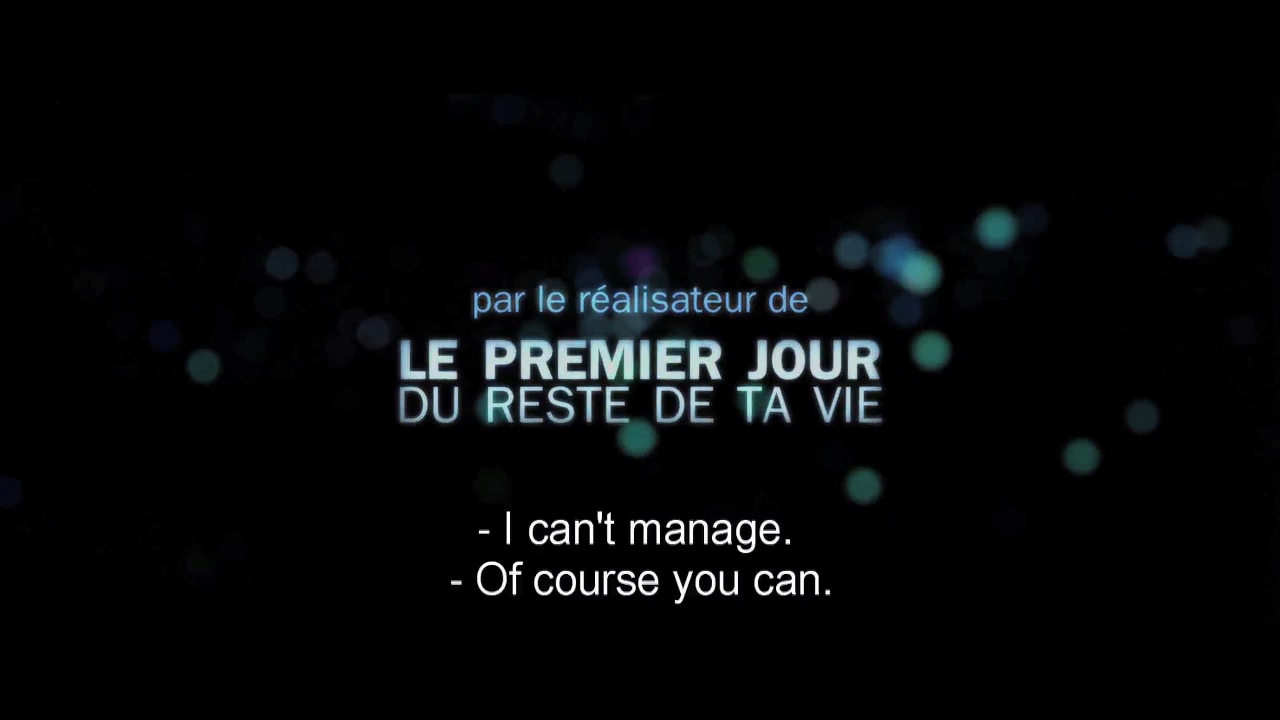 par le réalisateur de
LE PREMIER JOUR
DU RESTE DE TA VIE
- I can't manage.
- Of course you can.